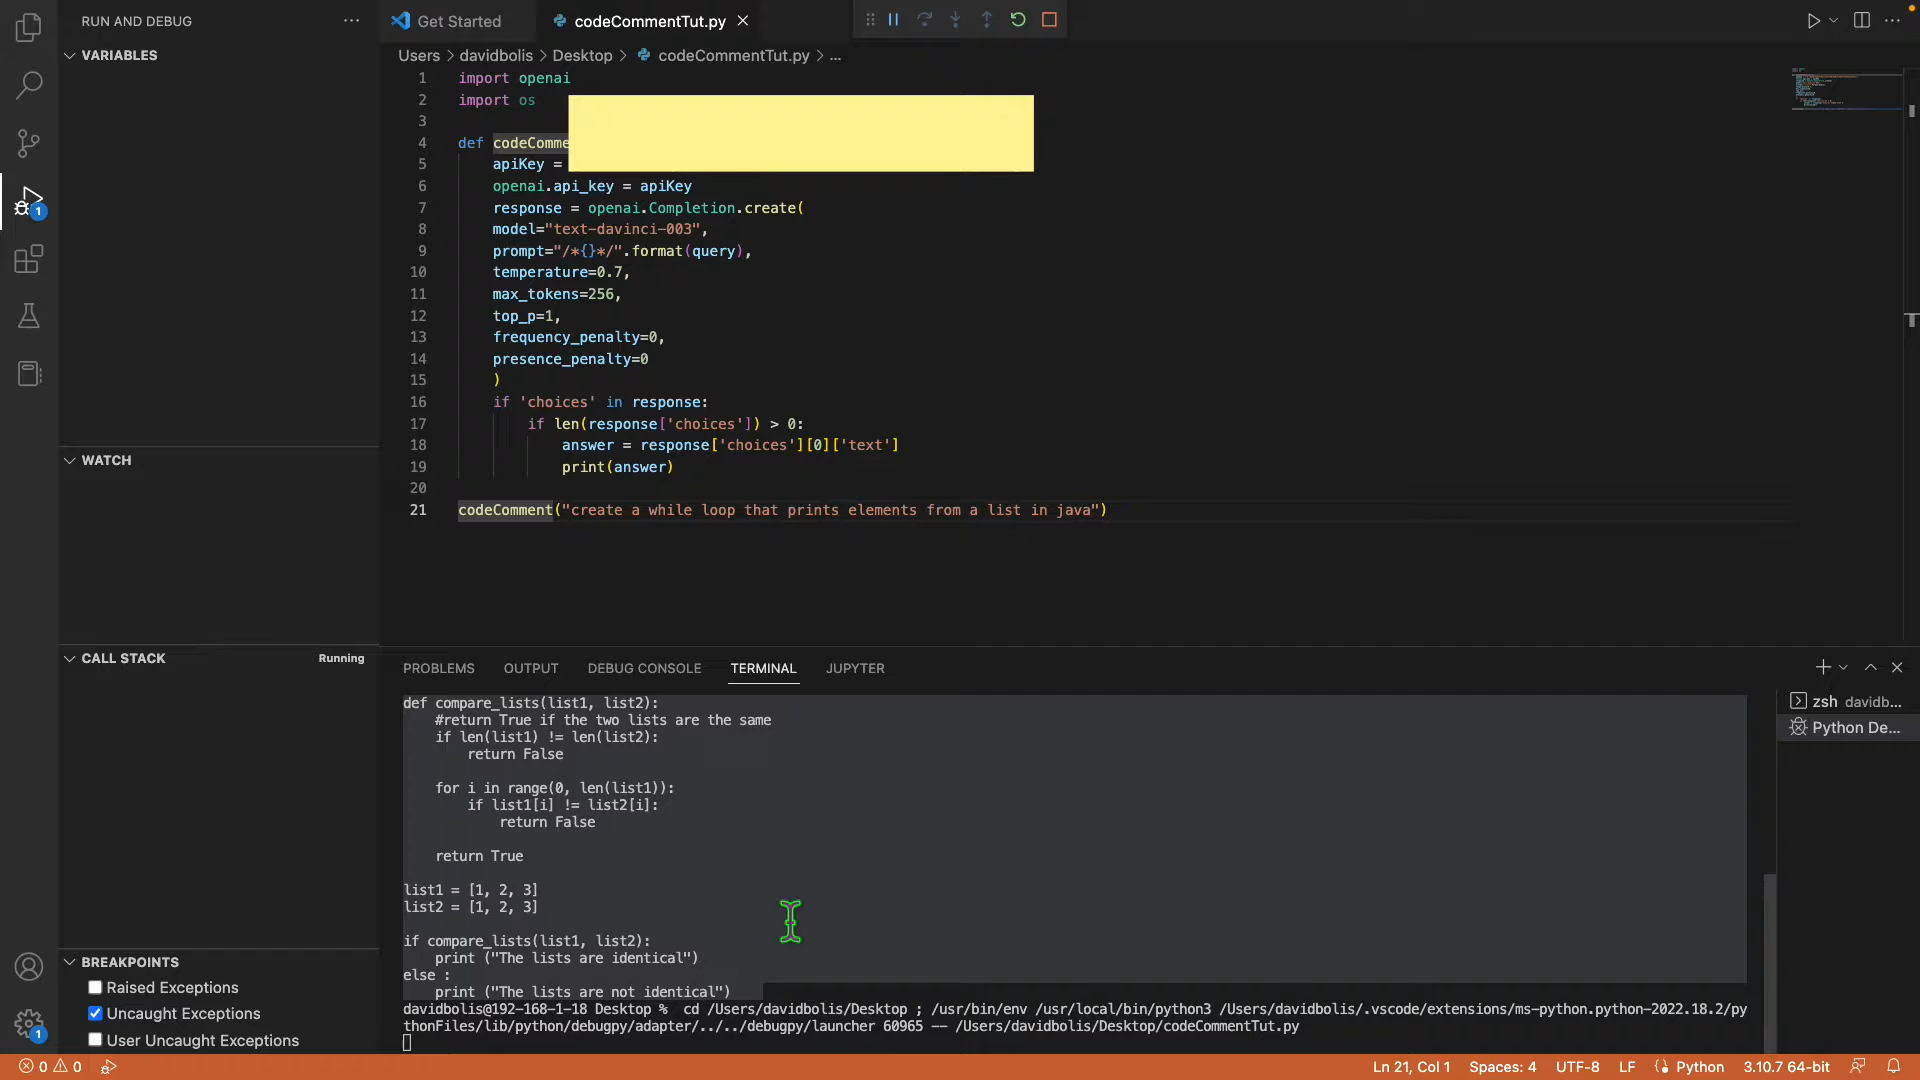 RUN AND DEBUG
Get Started
codeCommentTut.py
VARIABLES
Users > davidbolis > Desktop > codeCommentTut.py > ...
1 import openai
2 import os
3
4 def codeComme
5 apiKey =
6 openai.api_key = apiKey
7 response = openai.Completion.create(
8 model="text-davinci-003",
9 prompt="/*{}*/".format(query),
10 temperature=0.7,
11 max_tokens=256,
12 top_p=1,
13 frequency_penalty=0,
14 presence_penalty=0
15 )
16 if 'choices' in response:
17 if len(response['choices']) > 0:
18 answer = response['choices'][0]['text']
19 print(answer)
20
21 codeComment("create a while loop that prints elements from a list in java")
1
WATCH
CALL STACK
Running
PROBLEMS OUTPUT DEBUG CONSOLE TERMINAL JUPYTER
zsh davidb...
Python De...
def compare_lists(list1, list2):
#return True if the two lists are the same
if len(list1) != len(list2):
return False
for i in range(0, len(list1)):
if list1[i] != list2[i]:
return False
return True
list1 = [1, 2, 3]
list2 = [1, 2, 3]
if compare_lists(list1, list2):
print ("The lists are identical")
else :
print ("The lists are not identical")
davidbolis@192-168-1-18 Desktop % cd /Users/davidbolis/Desktop ; /usr/bin/env /usr/local/bin/python3 /Users/davidbolis/.vscode/extensions/ms-python.python-2022.18.2/py
thonFiles/lib/python/debugpy/adapter/../../debugpy/launcher 60965 -- /Users/davidbolis/Desktop/codeCommentTut.py
BREAKPOINTS
Raised Exceptions
Uncaught Exceptions
User Uncaught Exceptions
1
0 0
Ln 21, Col 1 Spaces: 4 UTF-8 LF Python 3.10.7 64-bit